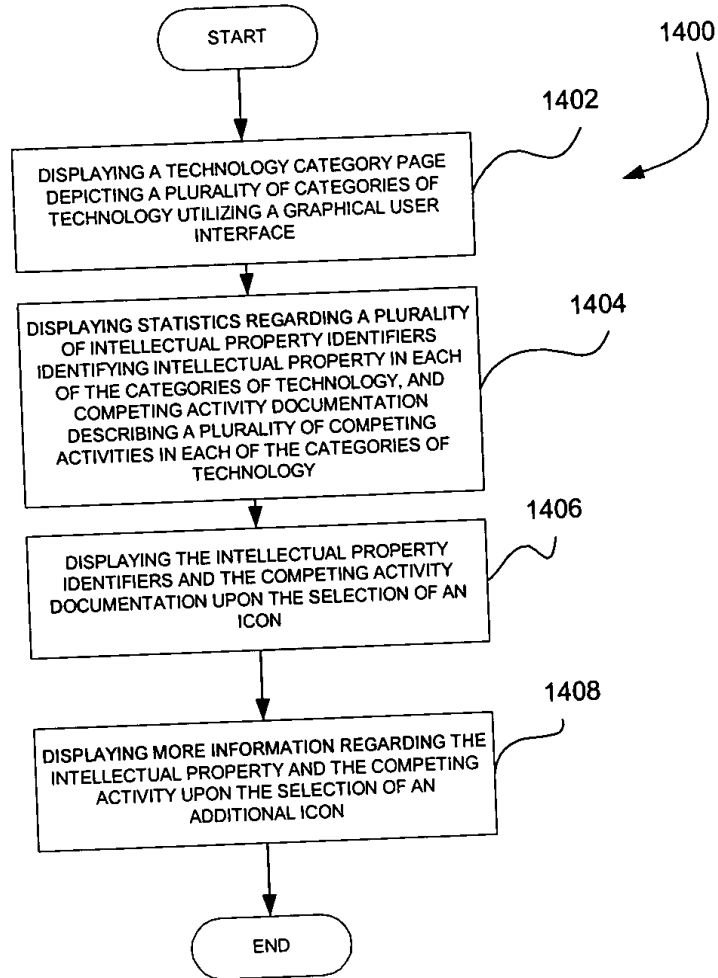 START
1400
1402
DISPLAYING A TECHNOLOGY CATEGORY PAGE
DEPICTING A PLURALITY OF CATEGORIES OF
TECHNOLOGY UTILIZING A GRAPHICAL USER
INTERFACE
1404
DISPLAYING STATISTICS REGARDING A PLURALITY
OF INTELLECTUAL PROPERTY IDENTIFIERS
IDENTIFYING INTELLECTUAL PROPERTY IN EACH
OF THE CATEGORIES OF TECHNOLOGY, AND
COMPETING ACTIVITY DOCUMENTATION
DESCRIBING A PLURALITY OF COMPETING
ACTIVITIES IN EACH OF THE CATEGORIES OF
TECHNOLOGY
1406
DISPLAYING THE INTELLECTUAL PROPERTY
IDENTIFIERS AND THE COMPETING ACTIVITY
DOCUMENTATION UPON THE SELECTION OF AN
ICON
1408
DISPLAYING MORE INFORMATION REGARDING THE
INTELLECTUAL PROPERTY AND THE COMPETING
ACTIVITY UPON THE SELECTION OF AN
ADDITIONAL ICON
END